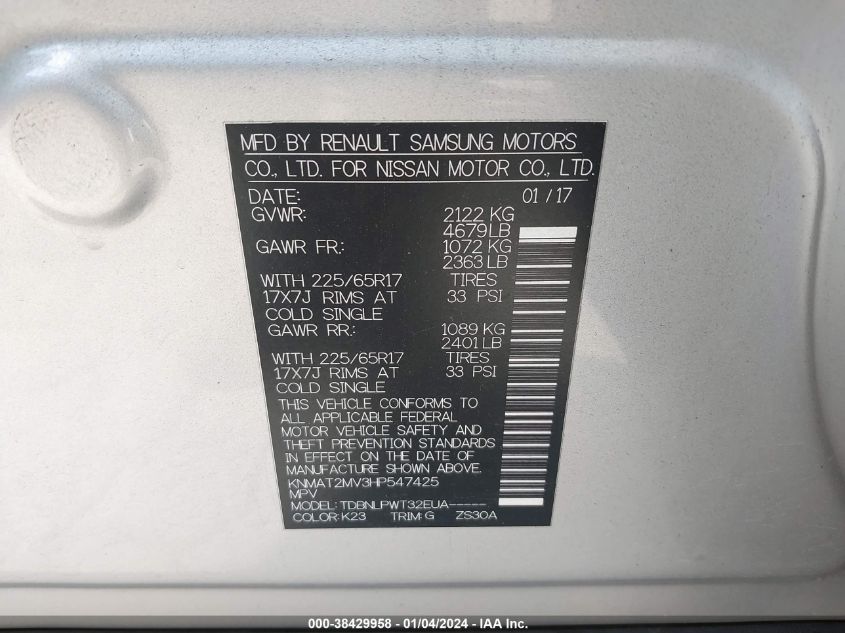 MFD BY RENAULT SAMSUNG MOTORS
CO., LTD. FOR NISSAN MOTOR CO., LTD.
DATE: 01 / 17
GVWR: 2122 KG
4679 LB
GAWR FR.: 1072 KG
2363 LB
WITH 225/65R17 TIRES
17X7J RIMS AT 33 PSI
COLD SINGLE
GAWR RR.: 1089 KG
2401 LB
WITH 225/65R17 TIRES
17X7J RIMS AT 33 PSI
COLD SINGLE
THIS VEHICLE CONFORMS TO
ALL APPLICABLE FEDERAL
MOTOR VEHICLE SAFETY AND
THEFT PREVENTION STANDARDS
IN EFFECT ON THE DATE OF
MANUFACTURE SHOWN ABOVE.
KNMAT2MV3HP547425
MPV
MODEL: TDBNLPWT32EUA-----
COLOR: K23 TRIM: G ZS30A
000-38429958 - 01/04/2024 - IAA Inc.